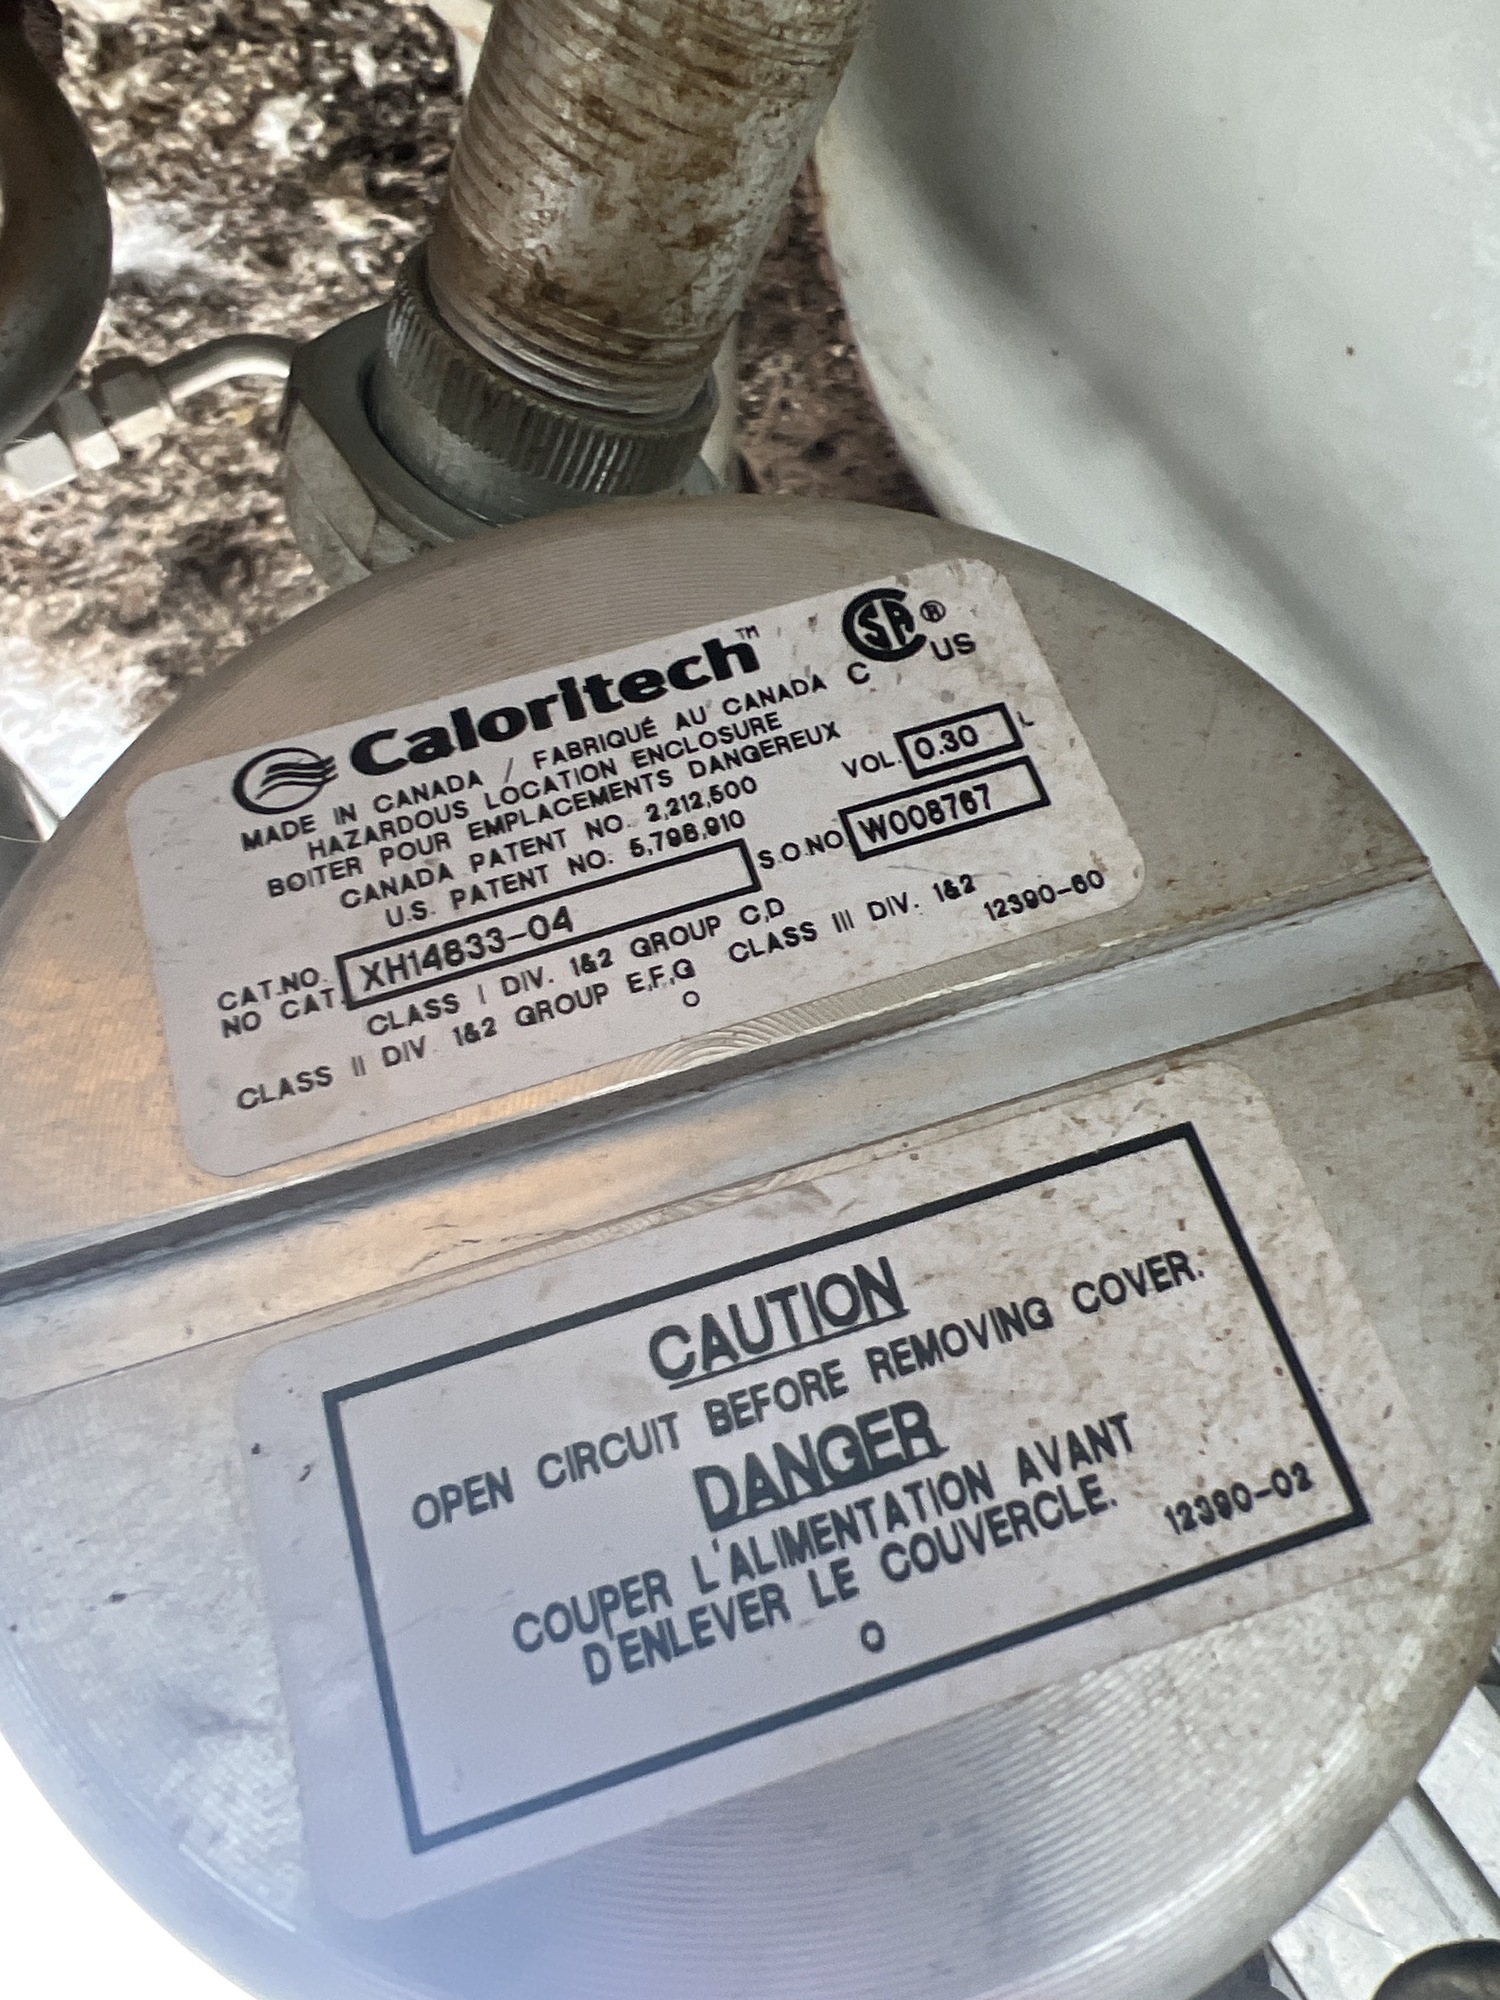 Caloritech™
CSA®
C US
MADE IN CANADA / FABRIQUÉ AU CANADA
HAZARDOUS LOCATION ENCLOSURE
BOITER POUR EMPLACEMENTS DANGEREUX
CANADA PATENT NO. 2,212,500
U.S. PATENT NO. 5,798,910
VOL. 0.30 L
S.O.NO W008767
CAT.NO.
NO CAT. XH14833-04
CLASS I DIV. 1&2 GROUP C,D
CLASS II DIV 1&2 GROUP E,F,G CLASS III DIV. 1&2
12390-60
CAUTION
OPEN CIRCUIT BEFORE REMOVING COVER.
DANGER
COUPER L'ALIMENTATION AVANT
D'ENLEVER LE COUVERCLE.
12390-02